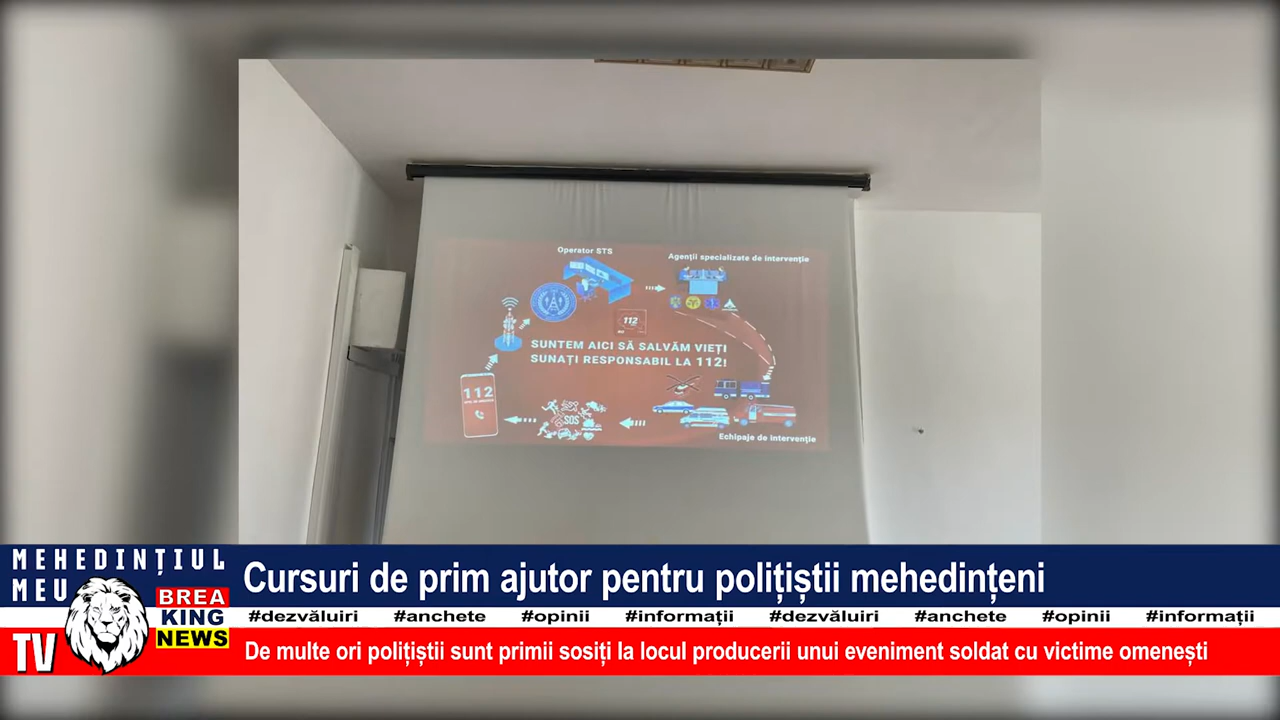 Operator STS
Agenții specializate de intervenție
112
SUNTEM AICI SĂ SALVĂM VIEȚI
SUNAȚI RESPONSABIL LA 112!
112
SOS
Echipaje de intervenție
MEHEDINȚIUL
MEU
TV
BREA
KING
NEWS
Cursuri de prim ajutor pentru polițiștii mehedințeni
#dezvăluiri #anchete #opinii #informații #dezvăluiri #anchete #opinii #informații
De multe ori polițiștii sunt primii sosiți la locul producerii unui eveniment soldat cu victime omenești